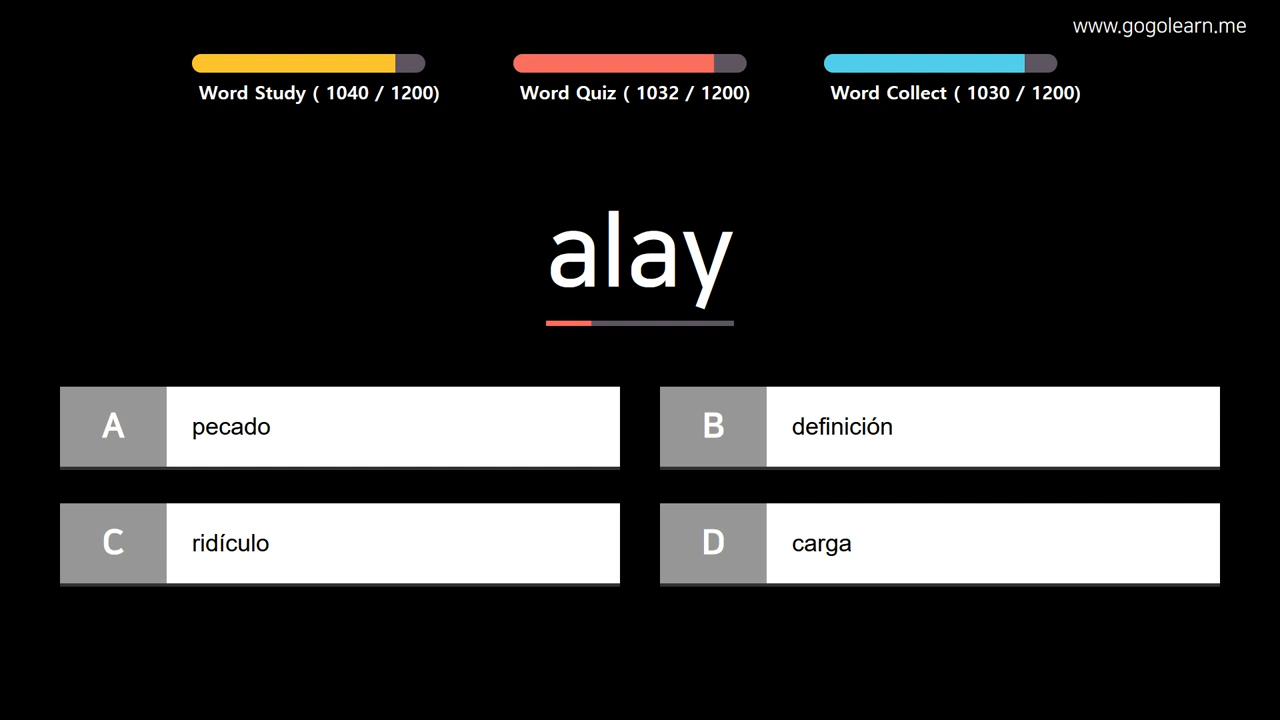 www.gogolearn.me
Word Study ( 1040 / 1200)
Word Quiz ( 1032 / 1200)
Word Collect ( 1030 / 1200)
alay
A pecado
B definición
C ridículo
D carga